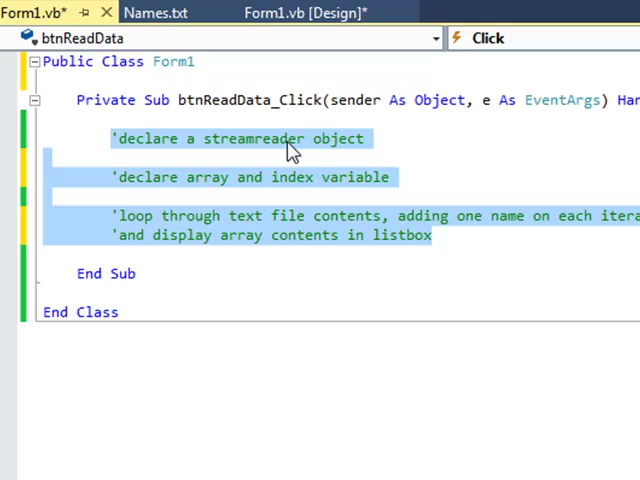 Form1.vb* Names.txt Form1.vb [Design]*
btnReadData Click
Public Class Form1
Private Sub btnReadData_Click(sender As Object, e As EventArgs) Han
'declare a streamreader object
'declare array and index variable
'loop through text file contents, adding one name on each itera
'and display array contents in listbox
End Sub
End Class